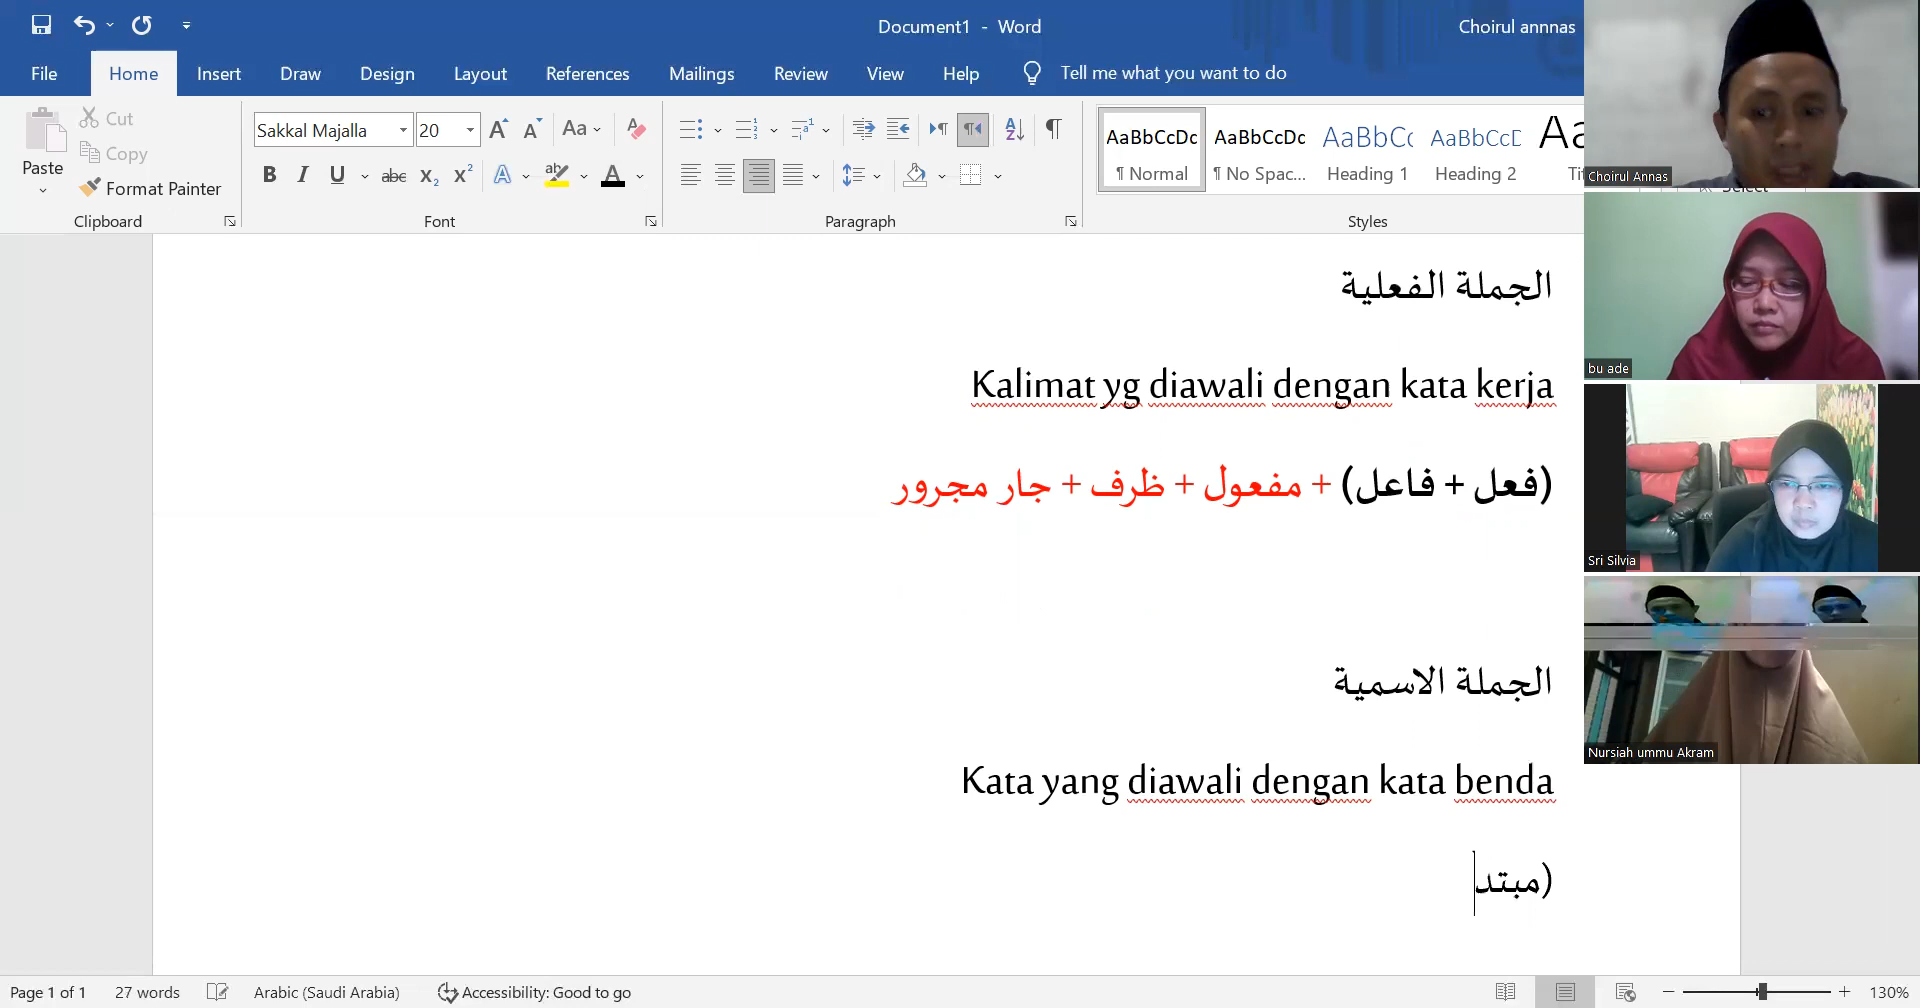 Document1 - Word
Choirul annnas
File Home Insert Draw Design Layout References Mailings Review View Help Tell me what you want to do
Paste
Cut
Copy
Format Painter
Clipboard
Sakkal Majalla 20
Font
Paragraph
AaBbCcDc AaBbCcDc AaBbCc AaBbCcD
¶ Normal ¶ No Spac... Heading 1 Heading 2
Styles
Select
الجملة الفعلية
Kalimat yg diawali dengan kata kerja
(فعل + فاعل) + مفعول + ظرف + جار مجرور
الجملة الاسمية
Kata yang diawali dengan kata benda
(مبتد
Choirul Annas
bu ade
Sri Silvia
Nursiah ummu Akram
Page 1 of 1 27 words Arabic (Saudi Arabia) Accessibility: Good to go 130%